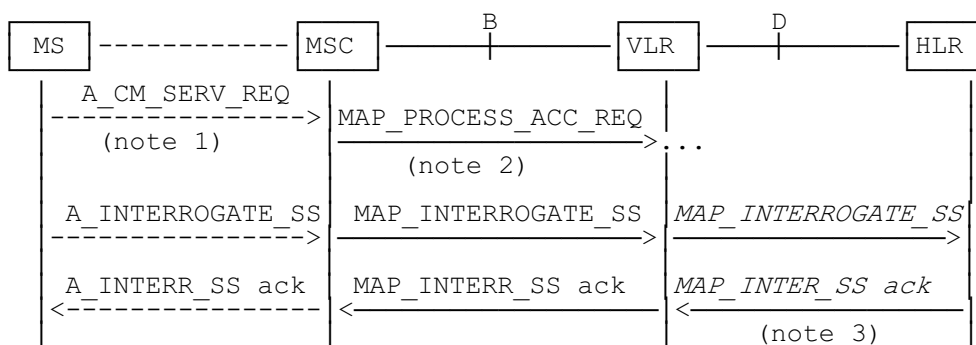 B D
MS MSC VLR HLR
A_CM_SERV_REQ
(note 1)
MAP_PROCESS_ACC_REQ
(note 2)
...
A_INTERROGATE_SS MAP_INTERROGATE_SS MAP_INTERROGATE_SS
A_INTERR_SS ack MAP_INTERR_SS ack MAP_INTER_SS ack
(note 3)